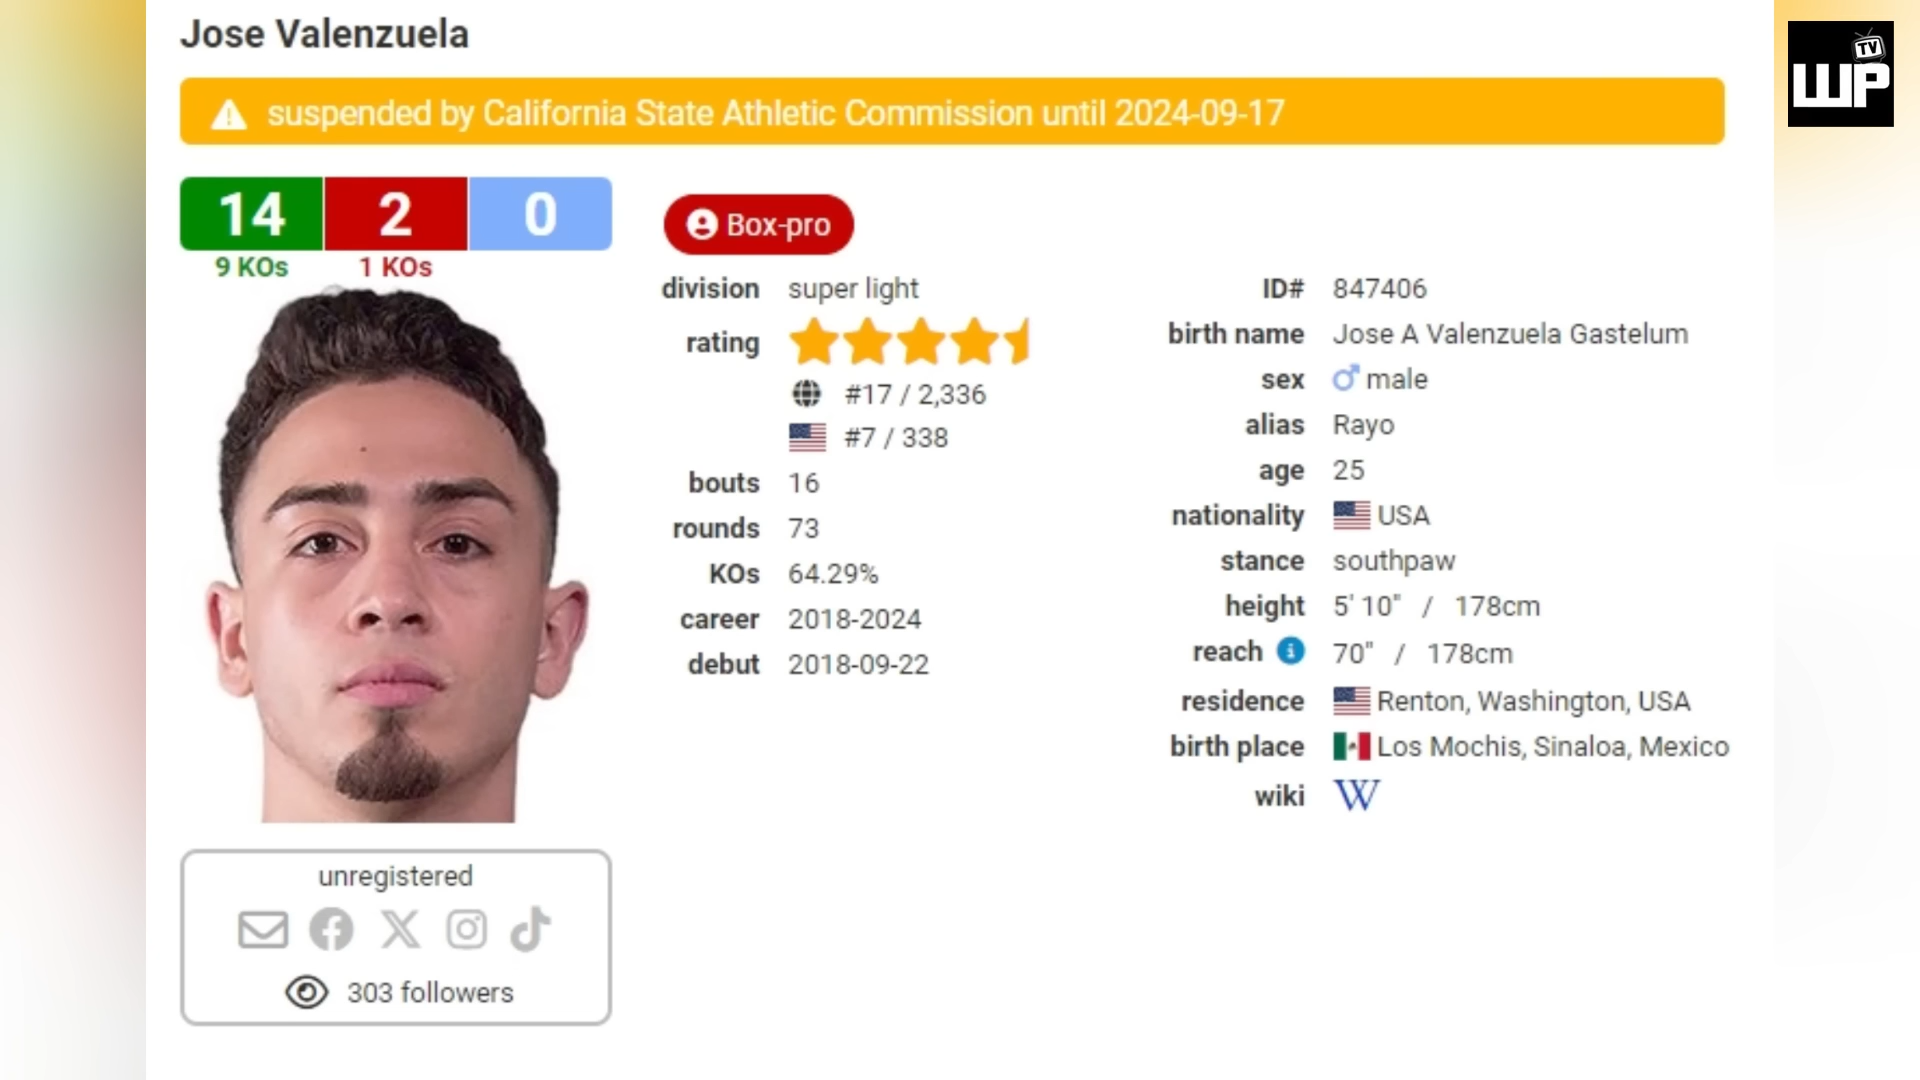 Jose Valenzuela
TV
WP
suspended by California State Athletic Commission until 2024-09-17
14 2 0
9 KOs 1 KOs
Box-pro
division super light
rating
#17 / 2,336
#7 / 338
bouts 16
rounds 73
KOs 64.29%
career 2018-2024
debut 2018-09-22
ID# 847406
birth name Jose A Valenzuela Gastelum
sex male
alias Rayo
age 25
nationality USA
stance southpaw
height 5' 10" / 178cm
reach i 70" / 178cm
residence Renton, Washington, USA
birth place Los Mochis, Sinaloa, Mexico
wiki W
unregistered
303 followers